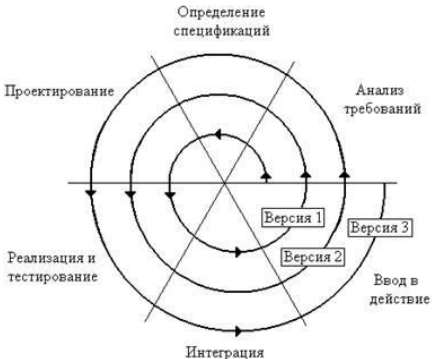 Определение
спецификаций
Проектирование
Анализ
требований
Версия 1
Версия 3
Версия 2
Реализация и
тестирование
Ввод в
действие
Интеграция